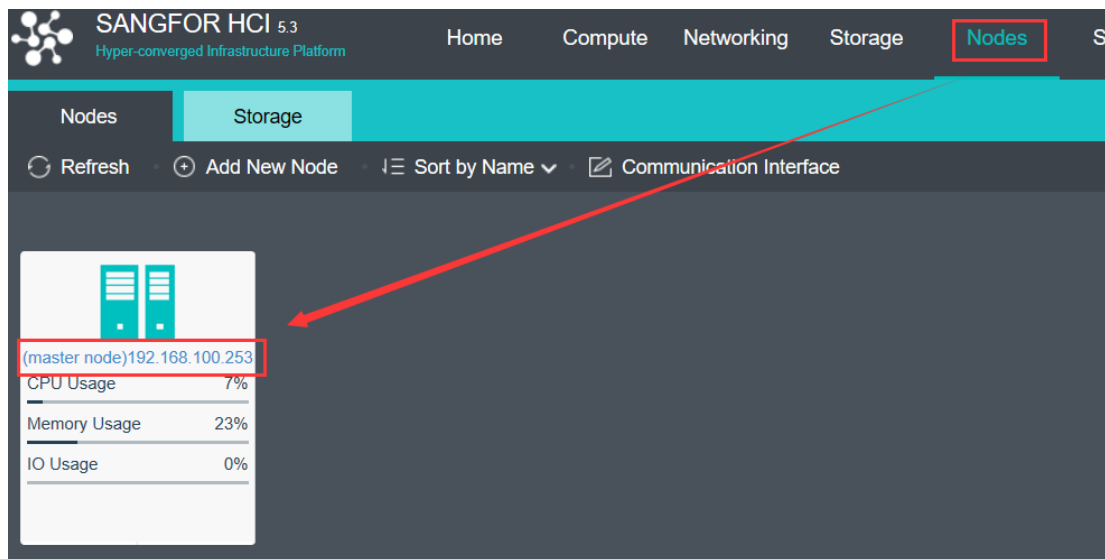 SANGFOR HCI 5.3
Hyper-converged Infrastructure Platform
Home Compute Networking Storage Nodes S
Nodes Storage
Refresh Add New Node Sort by Name Communication Interface
(master node)192.168.100.253
CPU Usage 7%
Memory Usage 23%
IO Usage 0%